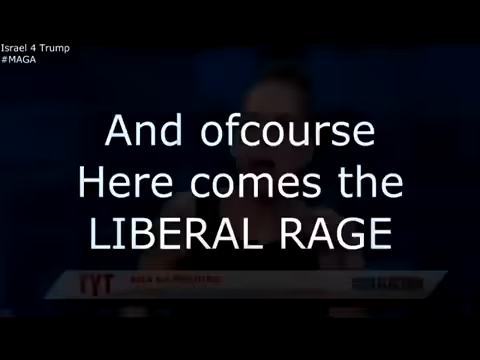 Israel 4 Trump
#MAGA
And ofcourse
Here comes the
LIBERAL RAGE
TYT